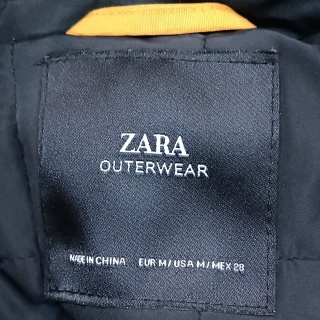 ZARA
OUTERWEAR
MADE IN CHINA EUR M / USA M / MEX 28